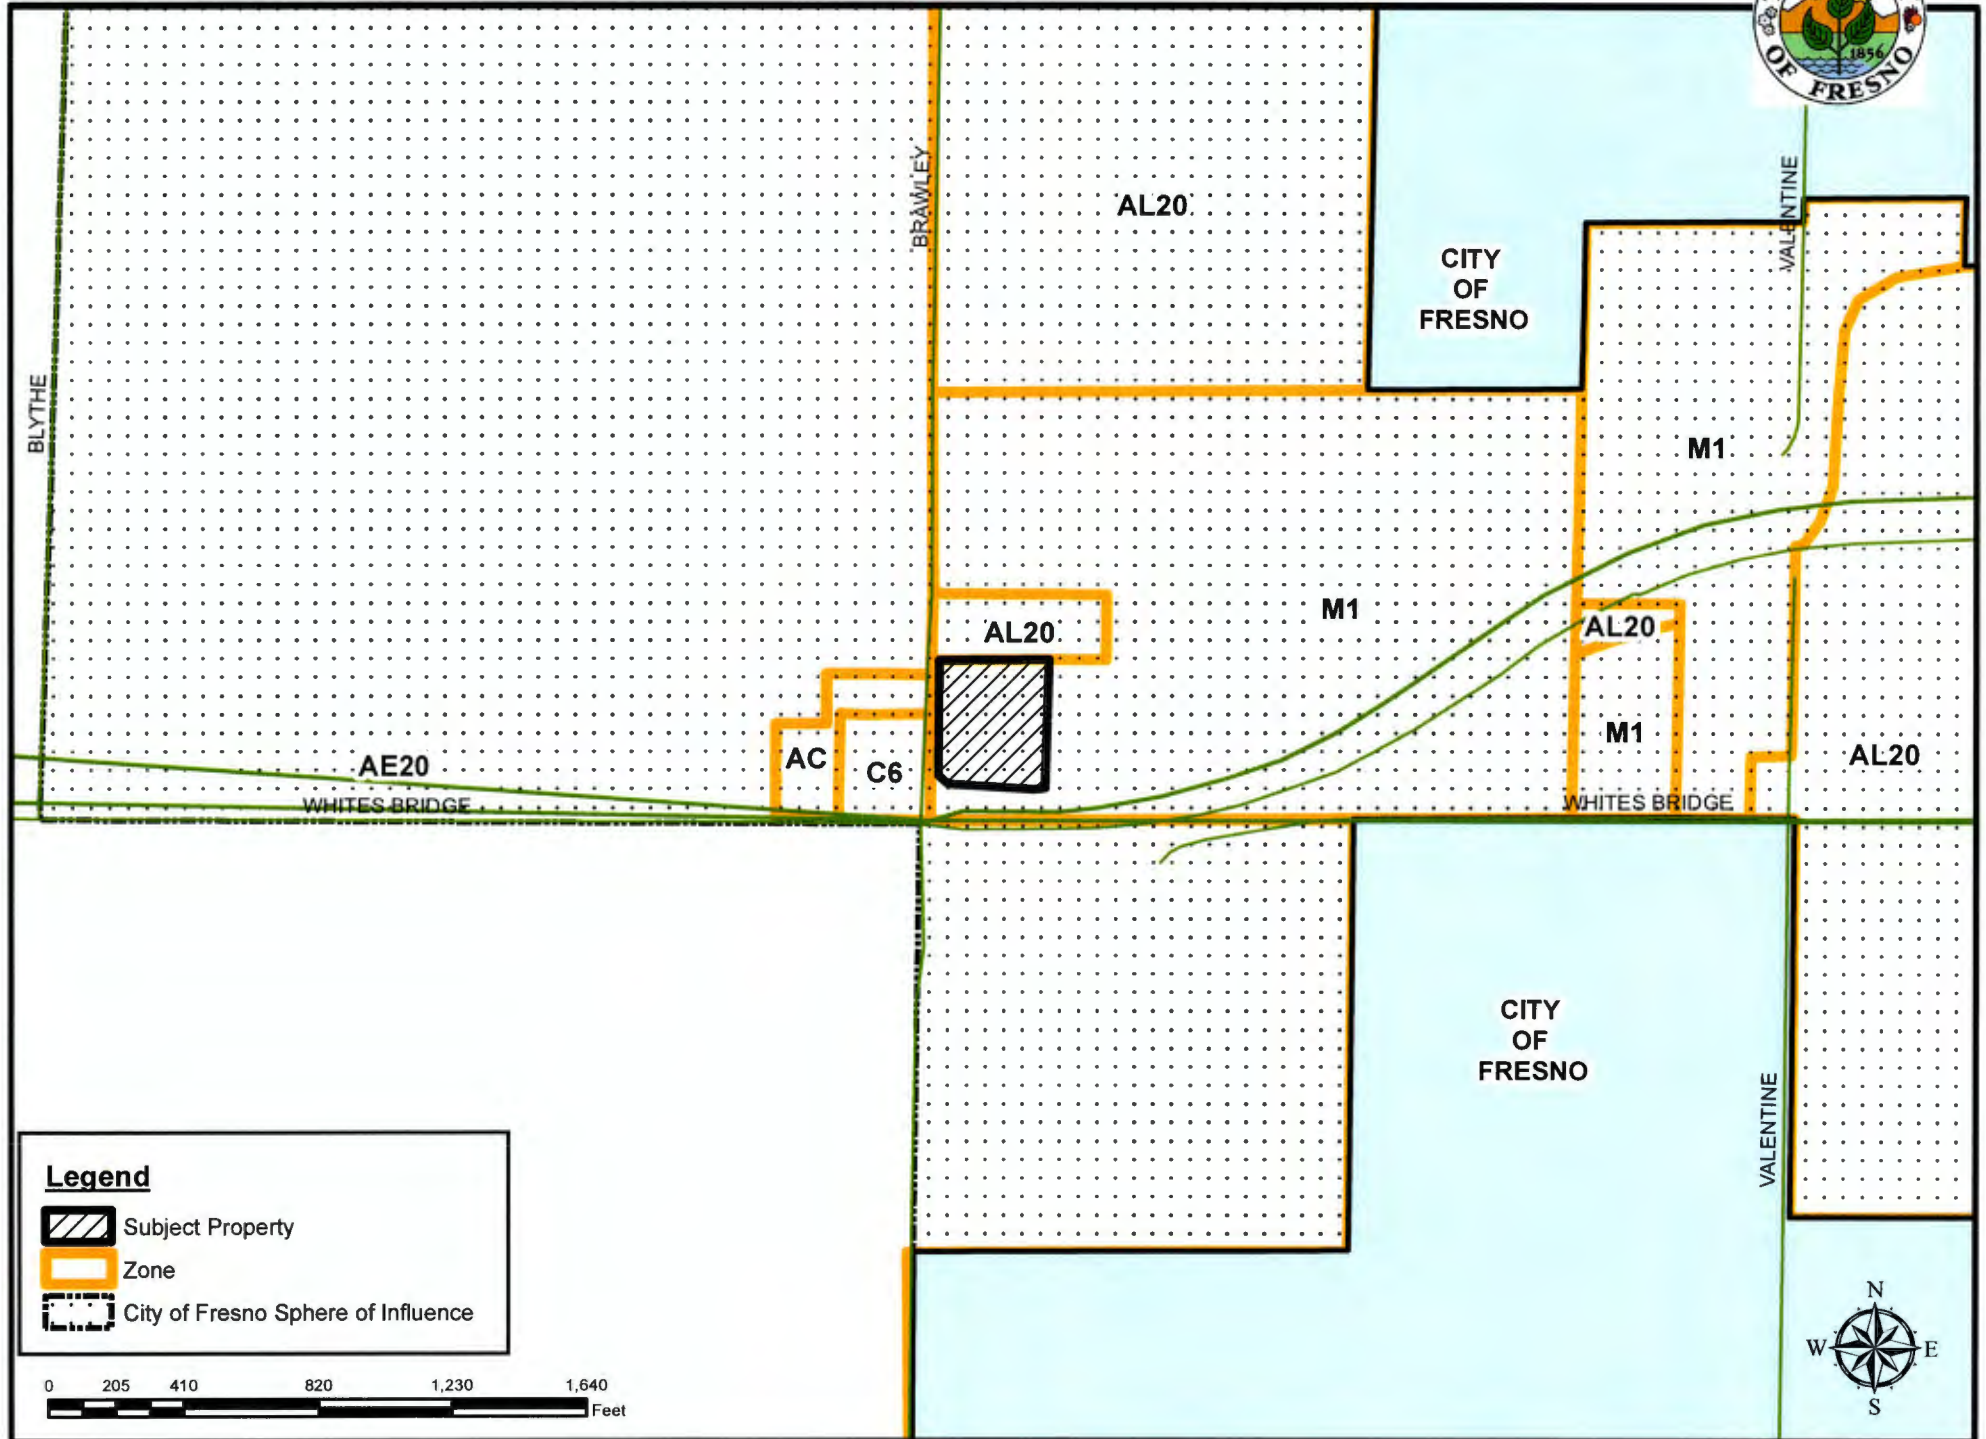 1856
OF FRESNO
BRAWLEY
VALENTINE
AL20
CITY
OF
FRESNO
BLYTHE
M1
M1
AL20
AL20
M1
AC
C6
AE20
AL20
WHITES BRIDGE
WHITES BRIDGE
CITY
OF
FRESNO
VALENTINE
Legend
Subject Property
Zone
City of Fresno Sphere of Influence
0 205 410 820 1,230 1,640
Feet
N
W E
S